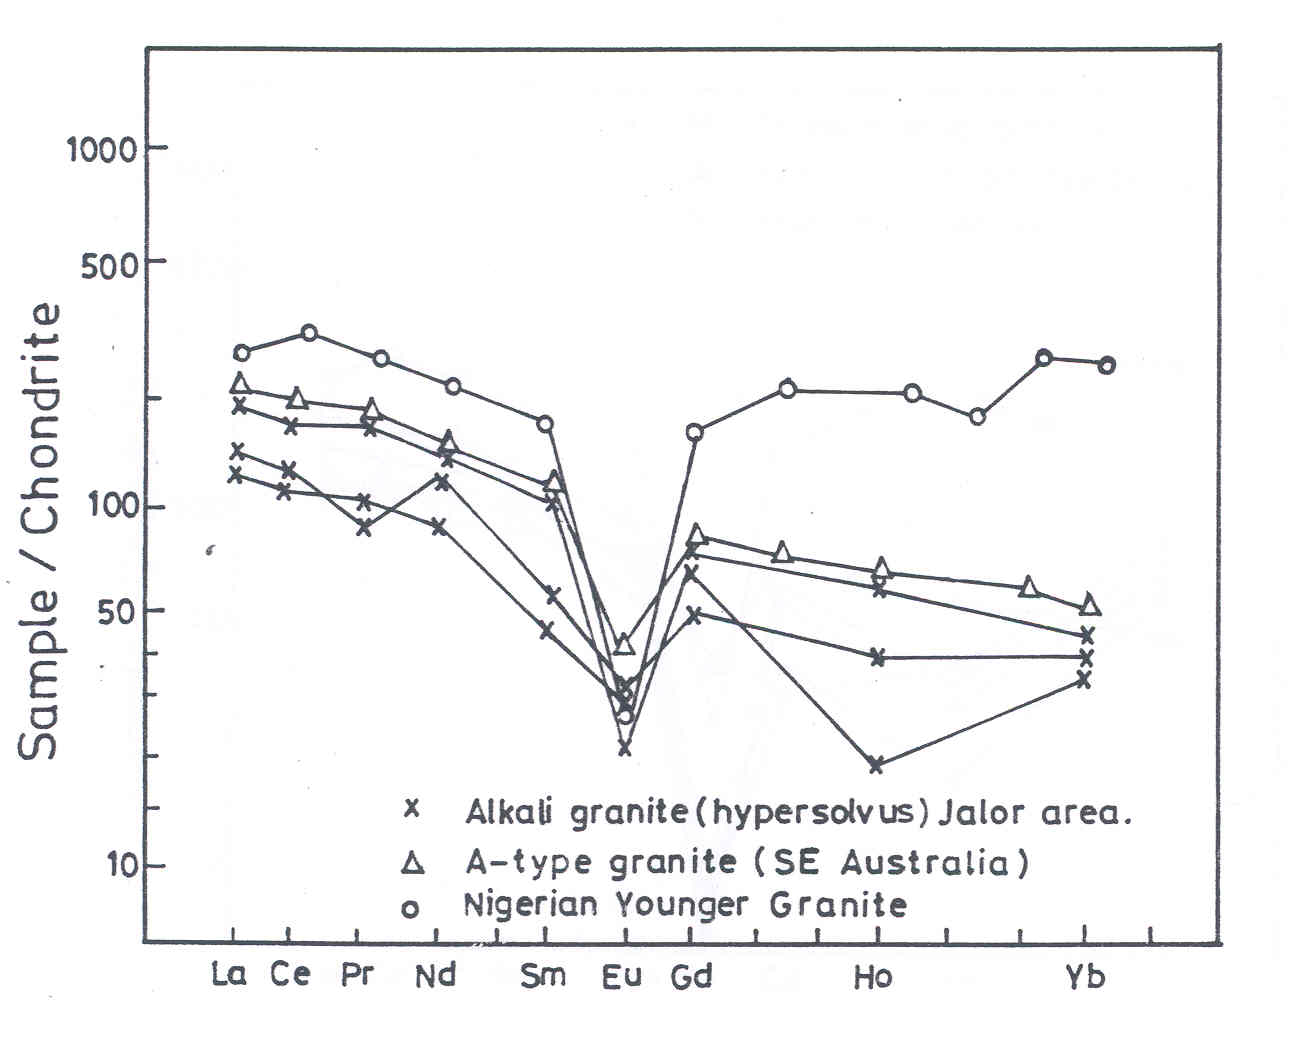 1000
500
100
50
10
Sample / Chondrite
x Alkali granite (hypersolvus) Jalor area.
△ A-type granite (SE Australia)
o Nigerian Younger Granite
La Ce Pr Nd Sm Eu Gd Ho Yb